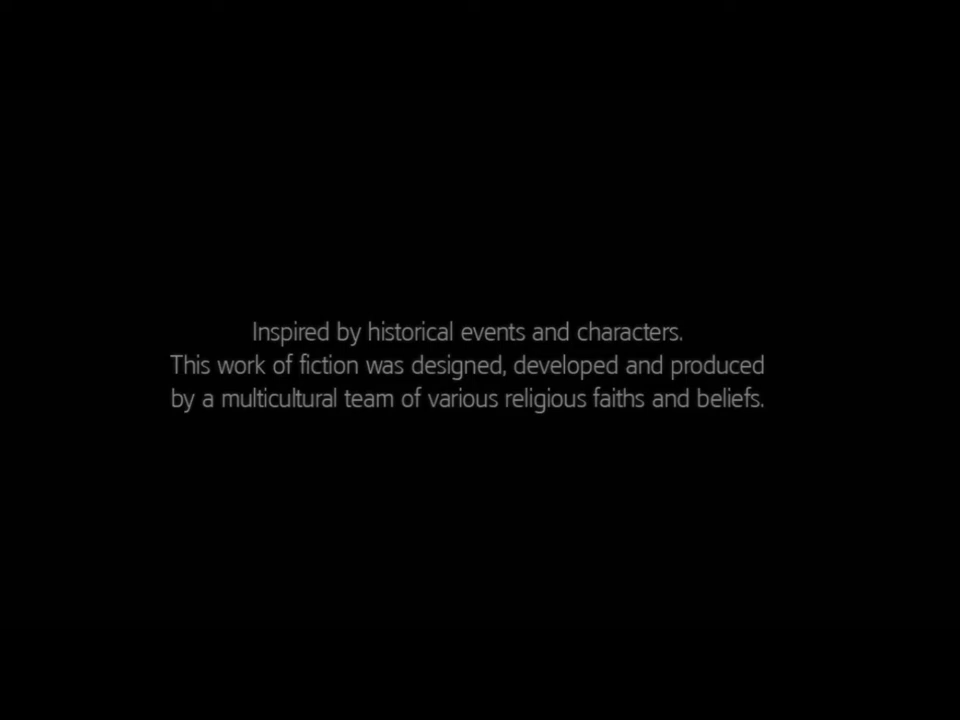 Inspired by historical events and characters.
This work of fiction was designed, developed and produced
by a multicultural team of various religious faiths and beliefs.